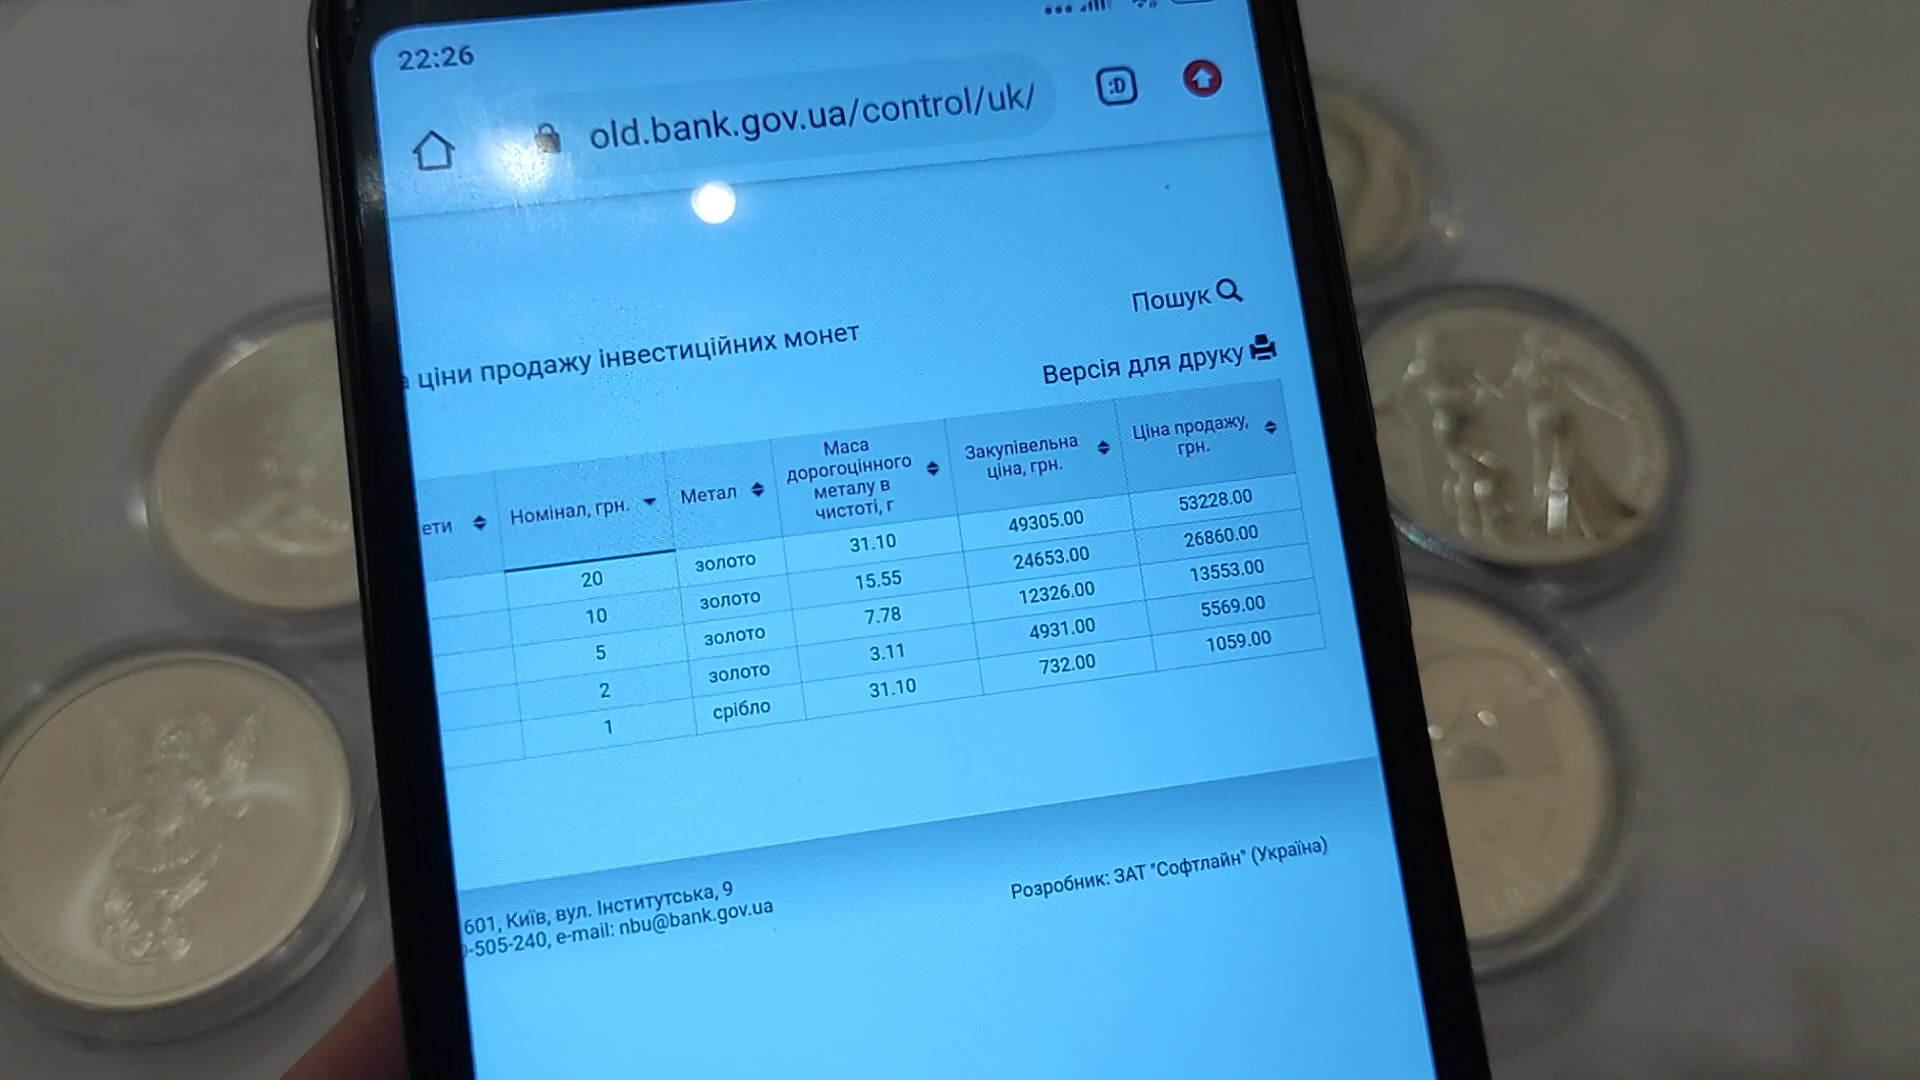 22:26
old.bank.gov.ua/control/uk/
:D
Пошук
ціни продажу інвестиційних монет
Версія для друку
ети Номінал, грн. Метал Маса дорогоцінного металу в чистоті, г Закупівельна ціна, грн. Ціна продажу, грн.
20 золото 31.10 49305.00 53228.00
10 золото 15.55 24653.00 26860.00
5 золото 7.78 12326.00 13553.00
2 золото 3.11 4931.00 5569.00
1 срібло 31.10 732.00 1059.00
601, Київ, вул. Інститутська, 9
-505-240, e-mail: nbu@bank.gov.ua
Розробник: ЗАТ "Софтлайн" (Україна)